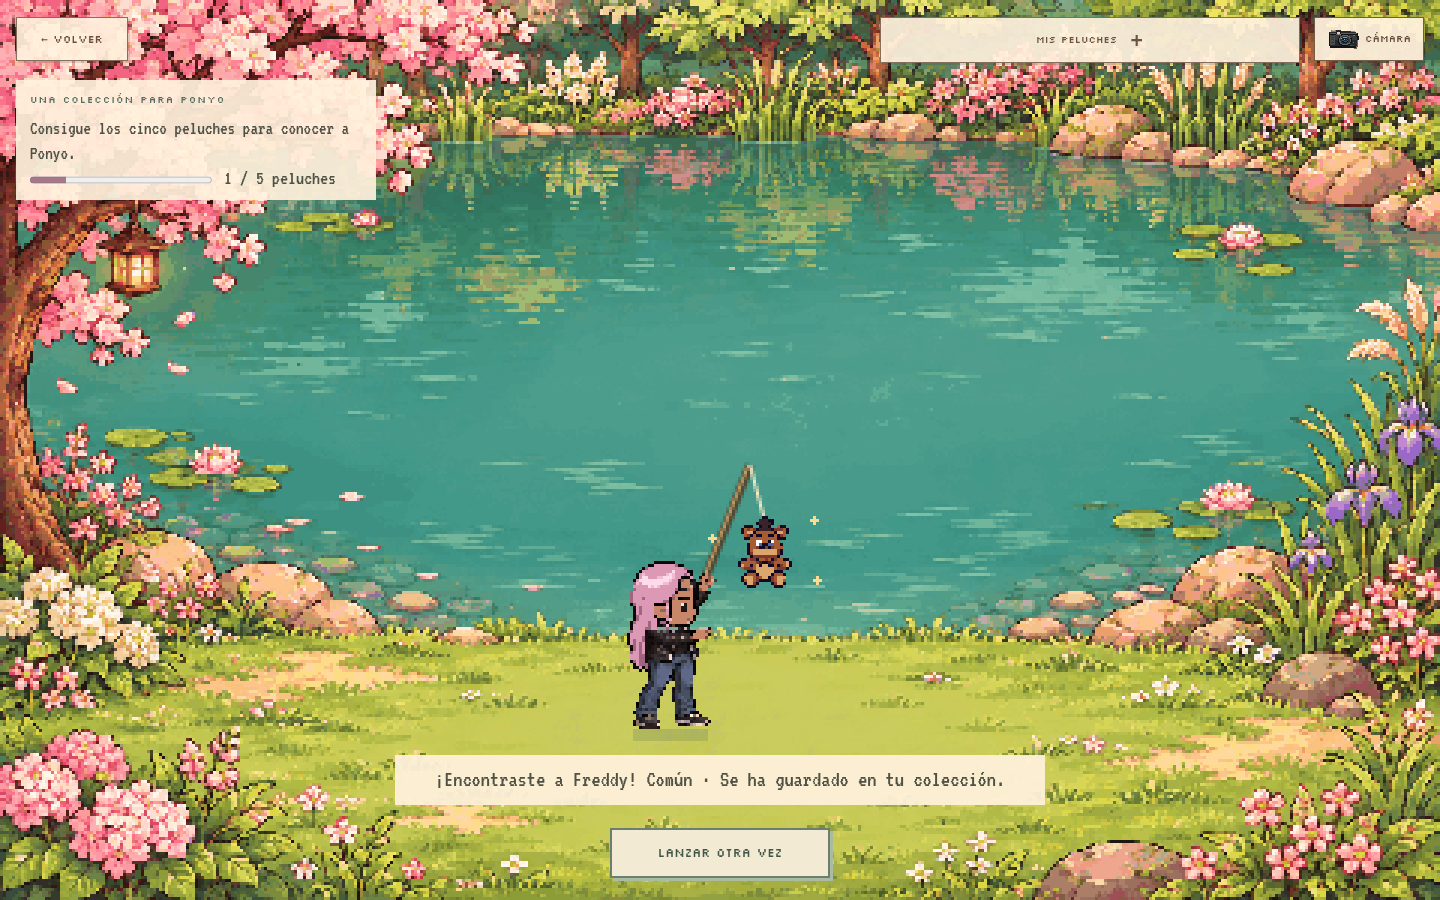 ← VOLVER
MIS PELUCHES +
CÁMARA
UNA COLECCIÓN PARA PONYO
Consigue los cinco peluches para conocer a
Ponyo.
1 / 5 peluches
¡Encontraste a Freddy! Común · Se ha guardado en tu colección.
LANZAR OTRA VEZ